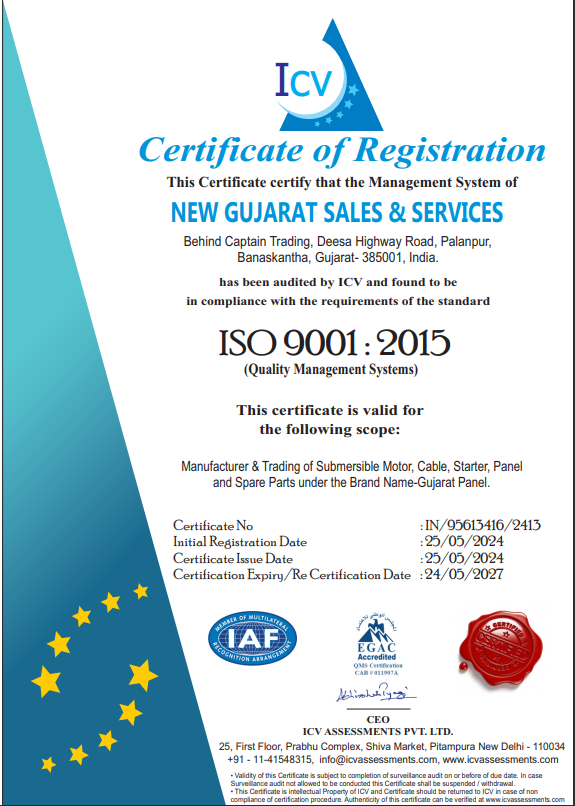 ICV
Certificate of Registration
This Certificate certify that the Management System of
NEW GUJARAT SALES & SERVICES
Behind Captain Trading, Deesa Highway Road, Palanpur,
Banaskantha, Gujarat- 385001, India.
has been audited by ICV and found to be
in compliance with the requirements of the standard
ISO 9001 : 2015
(Quality Management Systems)
This certificate is valid for
the following scope:
Manufacturer & Trading of Submersible Motor, Cable, Starter, Panel
and Spare Parts under the Brand Name-Gujarat Panel.
Certificate No : IN/95613416/2413
Initial Registration Date : 25/05/2024
Certificate Issue Date : 25/05/2024
Certification Expiry/Re Certification Date : 24/05/2027
MEMBER OF MULTILATERAL
IAF
RECOGNITION ARRANGEMENT
EGAC
Accredited
QMS Certification
CAB # 011907A
CERTIFIED
CEO
ICV ASSESSMENTS PVT. LTD.
25, First Floor, Prabhu Complex, Shiva Market, Pitampura New Delhi - 110034
+91 - 11-41548315, info@icvassessments.com, www.icvassessments.com
• Validity of this Certificate is subject to completion of surveillance audit on or before of due date. In case
Surveillance audit not allowed to be conducted this Certificate shall be suspended / withdrawal.
• This Certificate is intellectual Property of ICV and Certificate should be returned to ICV in case of non
compliance of certification procedure. Authenticity of this certificate can be verified at www.icvassessments.com